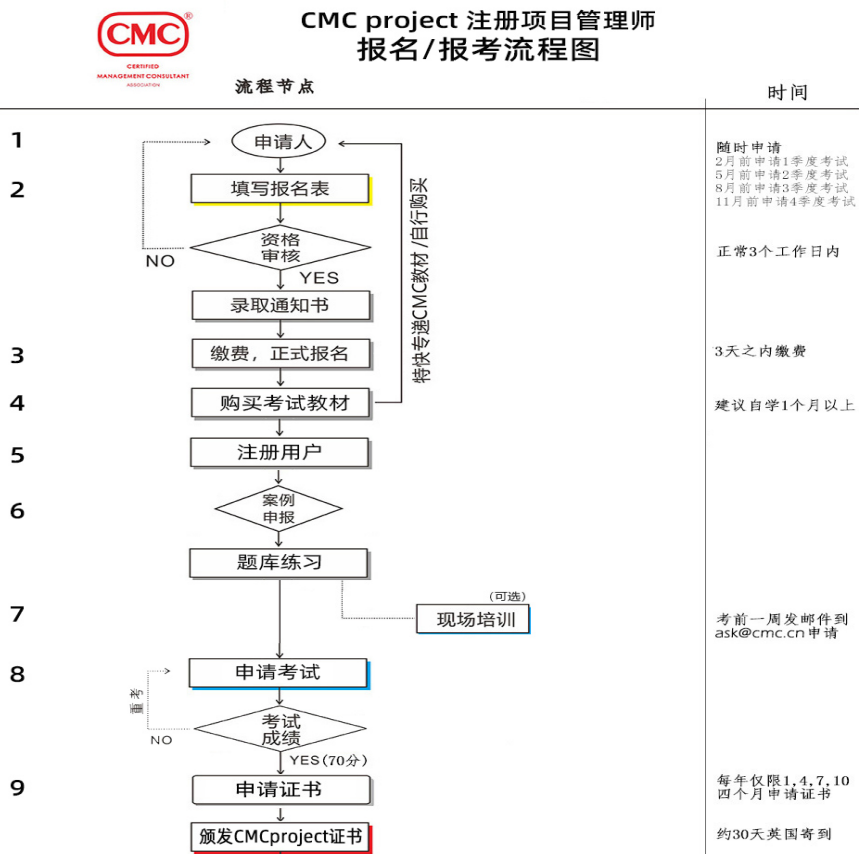 CMC®
CERTIFIED
MANAGEMENT CONSULTANT
ASSOCIATION
CMC project 注册项目管理师
报名/报考流程图
流程节点
时间
1
申请人
随时申请
2月前申请1季度考试
5月前申请2季度考试
8月前申请3季度考试
11月前申请4季度考试
2
填写报名表
特快专递CMC教材 /自行购买
资格
审核
NO
YES
正常3个工作日内
录取通知书
3
缴费，正式报名
3天之内缴费
4
购买考试教材
建议自学1个月以上
5
注册用户
6
案例
申报
题库练习
7
(可选)
现场培训
考前一周发邮件到
ask@cmc.cn申请
8
申请考试
重考
考试
成绩
NO
YES(70分)
9
申请证书
每年仅限1,4,7,10
四个月申请证书
颁发CMCproject证书
约30天英国寄到